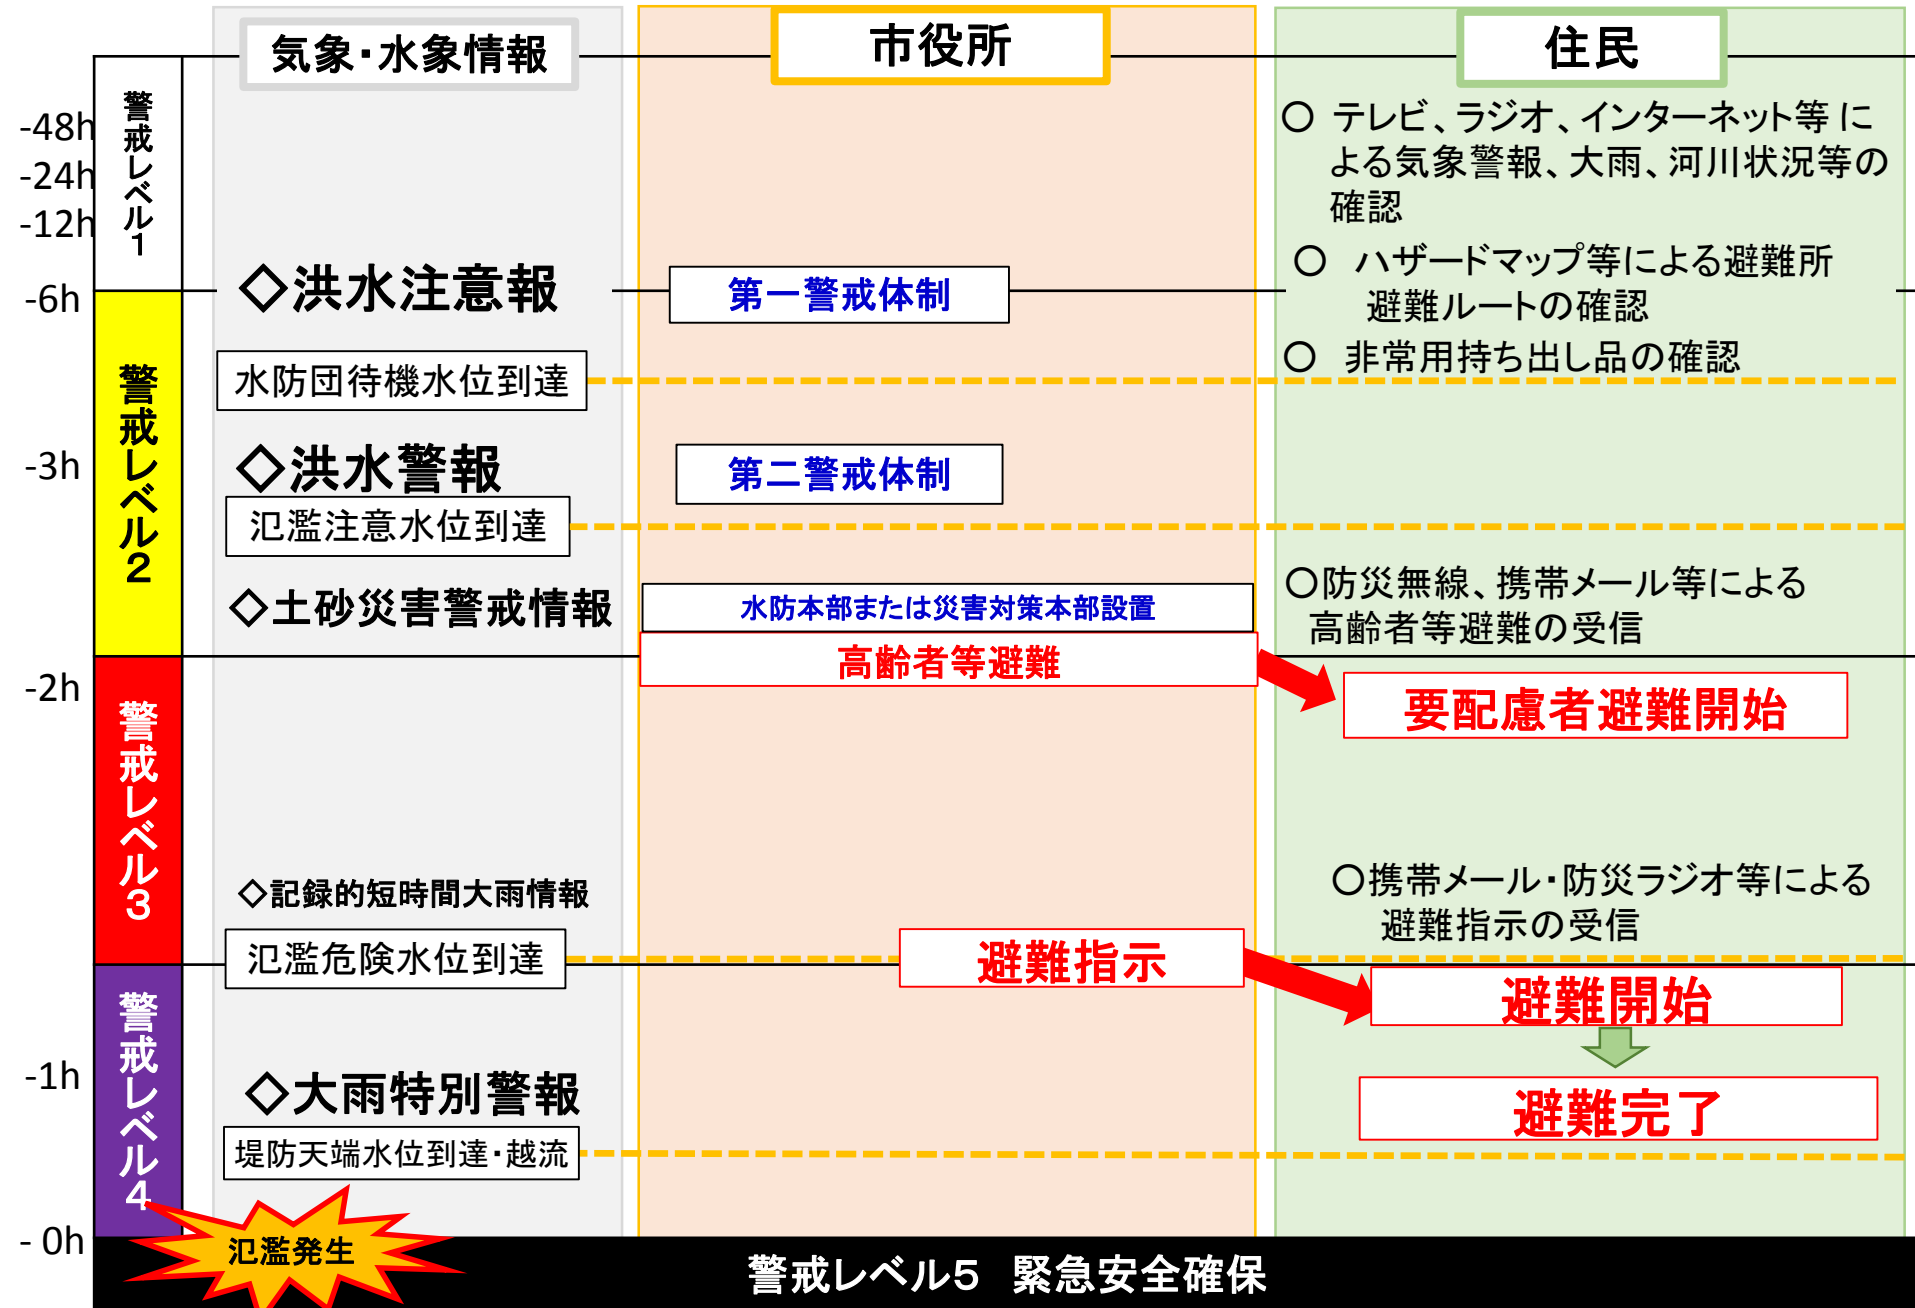 気象・水象情報
市役所
住民
-48h
-24h
-12h
-6h
-3h
-2h
-1h
- 0h
警戒レベル1
警戒レベル2
警戒レベル3
警戒レベル4
◇洪水注意報
水防団待機水位到達
◇洪水警報
氾濫注意水位到達
◇土砂災害警戒情報
◇記録的短時間大雨情報
氾濫危険水位到達
◇大雨特別警報
堤防天端水位到達・越流
氾濫発生
第一警戒体制
第二警戒体制
水防本部または災害対策本部設置
高齢者等避難
避難指示
〇 テレビ、ラジオ、インターネット等 に
よる気象警報、大雨、河川状況等の
確認
〇 ハザードマップ等による避難所
避難ルートの確認
〇 非常用持ち出し品の確認
〇防災無線、携帯メール等による
高齢者等避難の受信
要配慮者避難開始
〇携帯メール・防災ラジオ等による
避難指示の受信
避難開始
避難完了
警戒レベル5 緊急安全確保